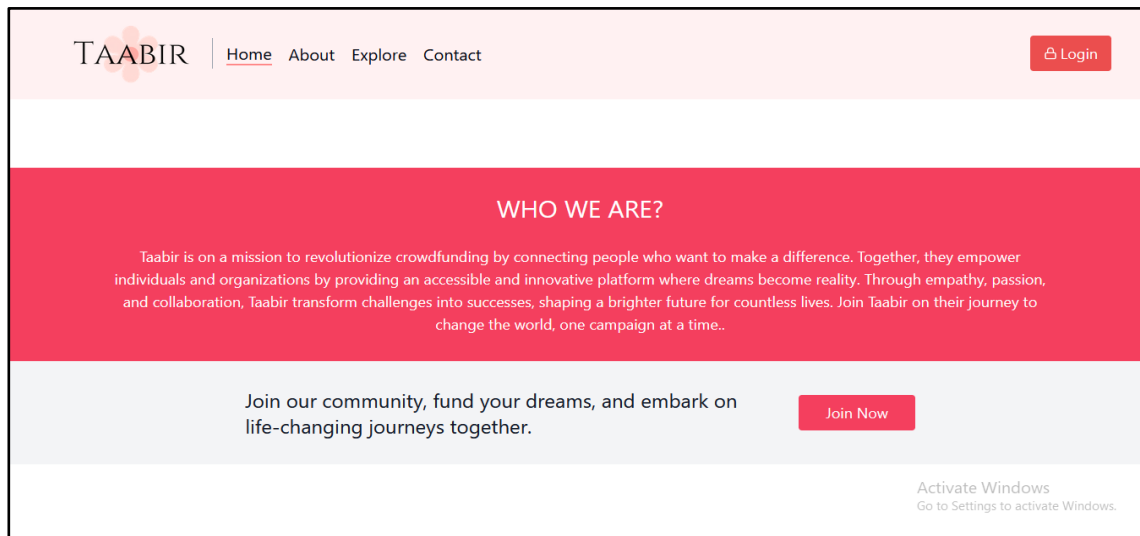 TAABIR
Home About Explore Contact
Login
WHO WE ARE?
Taabir is on a mission to revolutionize crowdfunding by connecting people who want to make a difference. Together, they empower
individuals and organizations by providing an accessible and innovative platform where dreams become reality. Through empathy, passion,
and collaboration, Taabir transform challenges into successes, shaping a brighter future for countless lives. Join Taabir on their journey to
change the world, one campaign at a time..
Join our community, fund your dreams, and embark on
life-changing journeys together.
Join Now
Activate Windows
Go to Settings to activate Windows.